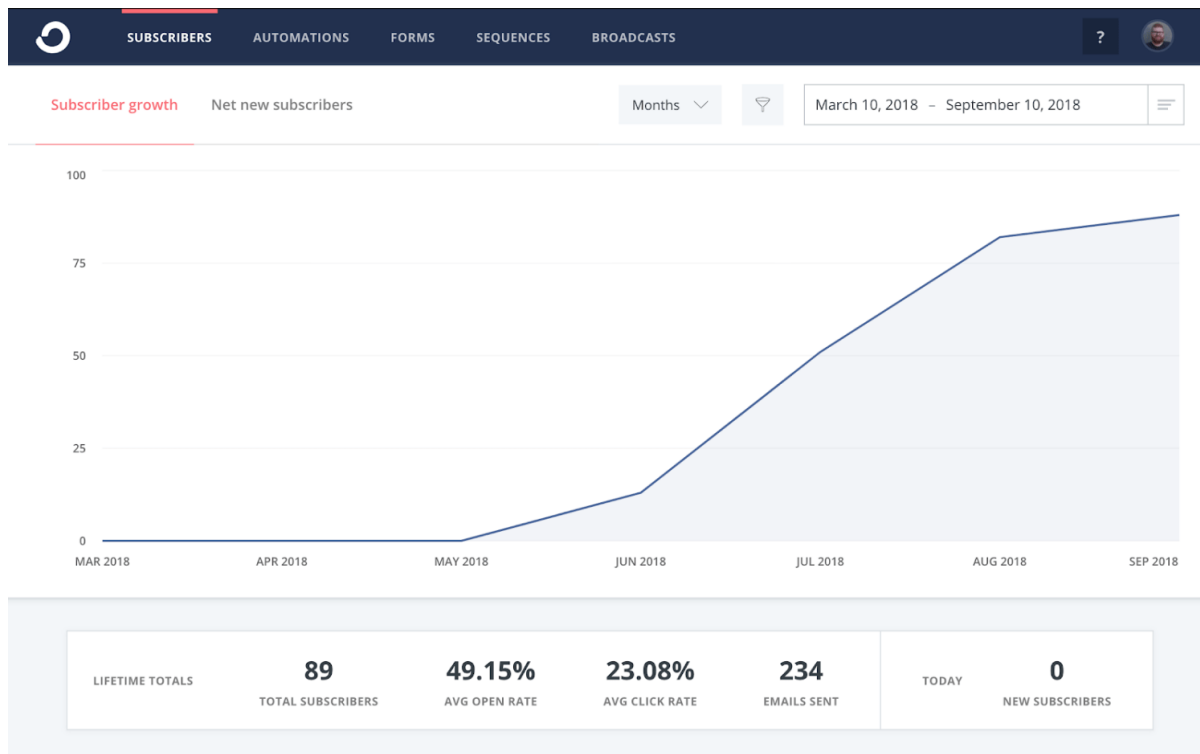 SUBSCRIBERS AUTOMATIONS FORMS SEQUENCES BROADCASTS ?
Subscriber growth Net new subscribers Months March 10, 2018 – September 10, 2018
100
75
50
25
0
MAR 2018 APR 2018 MAY 2018 JUN 2018 JUL 2018 AUG 2018 SEP 2018
LIFETIME TOTALS
89
TOTAL SUBSCRIBERS
49.15%
AVG OPEN RATE
23.08%
AVG CLICK RATE
234
EMAILS SENT
TODAY
0
NEW SUBSCRIBERS